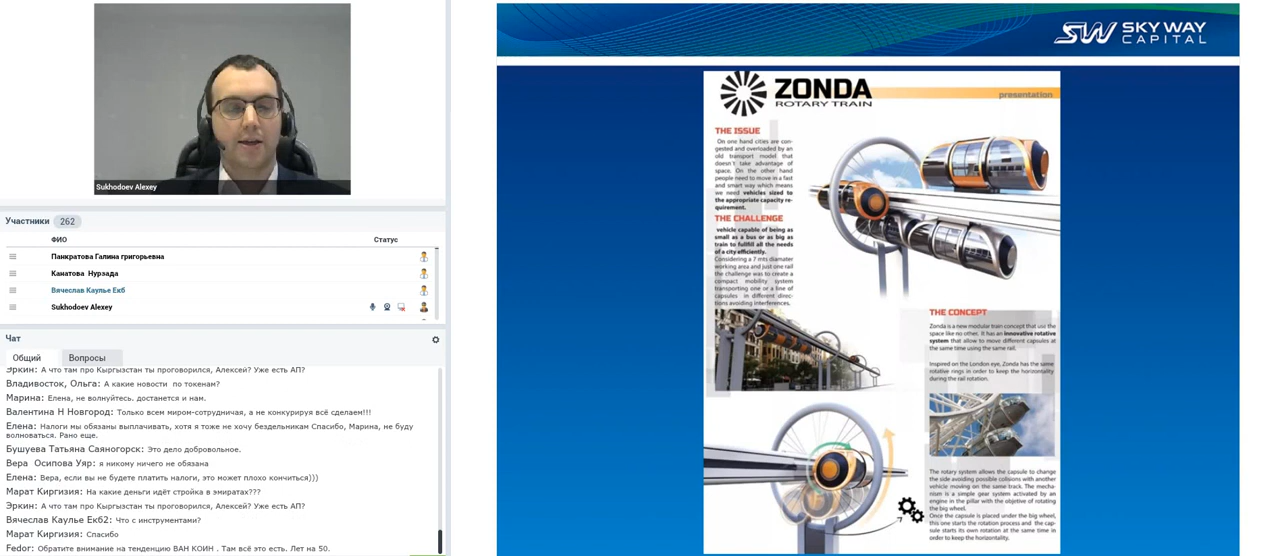 Sukhodoev Alexey
Участники 262
ФИО Статус
Панкратова Галина григорьевна
Канатова Нурзада
Вячеслав Каулье Екб
Sukhodoev Alexey
Чат
Общий Вопросы
Эркин: А что там про Кыргызстан ты проговорился, Алексей? Уже есть АП?
Владивосток, Ольга: А какие новости по токенам?
Марина: Елена, не волнуйтесь. достанется и нам.
Валентина Н Новгород: Только всем миром-сотрудничая, а не конкурируя всё сделаем!!!
Елена: Налоги мы обязаны выплачивать, хотя я тоже не хочу бездельникам Спасибо, Марина, не буду
волноваться. Рано еще.
Бушуева Татьяна Саяногорск: Это дело добровольное.
Вера Осипова Уяр: я никому ничего не обязана
Елена: Вера, если вы не будете платить налоги, это может плохо кончиться)))
Марат Киргизия: На какие деньги идёт стройка в эмиратах???
Эркин: А что там про Кыргызстан ты проговорился, Алексей? Уже есть АП?
Вячеслав Каулье Екб2: Что с инструментами?
Марат Киргизия: Спасибо
Fedor: Обратите внимание на тенденцию ВАН КОИН . Там всё это есть. Лет на 50.
SW SKY WAY
CAPITAL
ZONDA
ROTARY TRAIN
presentation
THE ISSUE
On one hand cities are con-
gested and overloaded by an
old transport model that
doesn't take advantage of
space. On the other hand
people need to move in a fast
and smart way which means
we need vehicles sized to
the appropriate capacity re-
quirement.
THE CHALLENGE
vehicle capable of being as
small as a bus or as big as
train to fullfill all the needs
of a city efficiently.
Considering a 7 mts diamater
working area and just one rail
the challenge was to create a
compact mobility system
transporting one or a line of
capsules in different direc-
tions avoiding interferences.
THE CONCEPT
Zonda is a new modular train concept that use the
space like no other. It has an innovative rotative
system that allow to move different capsules at
the same time using the same rail.
Inspired on the London eye, Zonda has the same
rotative rings in order to keep the horizontality
during the rail rotation.
The rotary system allows the capsule to change
the side avoiding possible collisions with another
vehicle moving on the same track. The mecha-
nism is a simple gear system activated by an
engine in the pillar with the objetive of rotating
the big wheel.
Once the capsule is placed under the big wheel,
this one starts the rotation process and the cap-
sule starts its own rotation at the same time in
order to keep the horizontality.